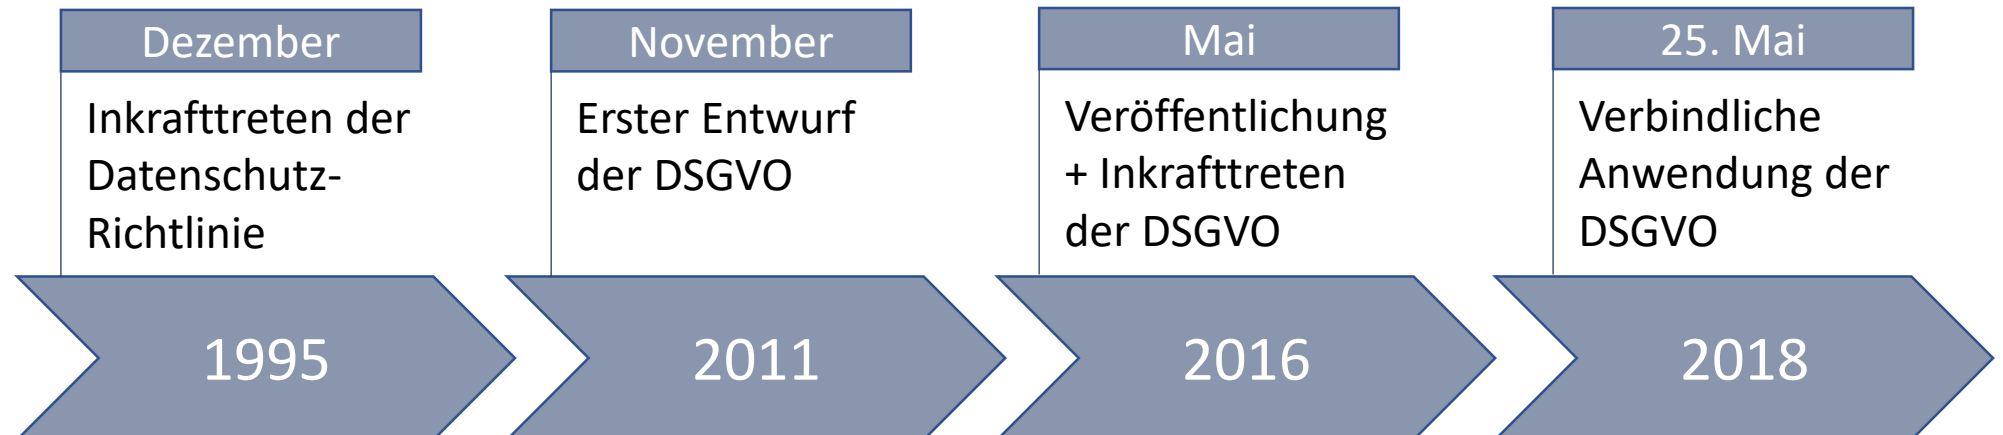 Dezember
Inkrafttreten der
Datenschutz-
Richtlinie
1995
November
Erster Entwurf
der DSGVO
2011
Mai
Veröffentlichung
+ Inkrafttreten
der DSGVO
2016
25. Mai
Verbindliche
Anwendung der
DSGVO
2018